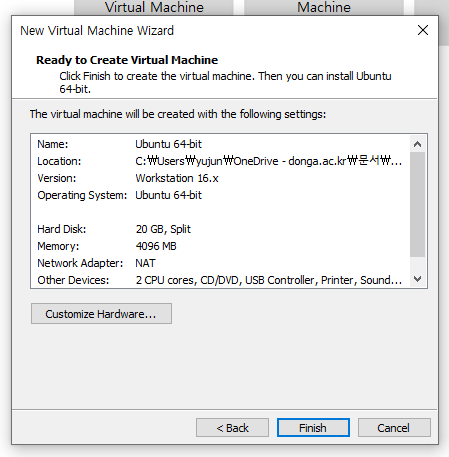 Virtual Machine Machine
New Virtual Machine Wizard
Ready to Create Virtual Machine
Click Finish to create the virtual machine. Then you can install Ubuntu
64-bit.
The virtual machine will be created with the following settings:
Name: Ubuntu 64-bit
Location: C:₩Users₩yujun₩OneDrive - donga.ac.kr₩문서₩...
Version: Workstation 16.x
Operating System: Ubuntu 64-bit
Hard Disk: 20 GB, Split
Memory: 4096 MB
Network Adapter: NAT
Other Devices: 2 CPU cores, CD/DVD, USB Controller, Printer, Sound...
Customize Hardware...
< Back Finish Cancel